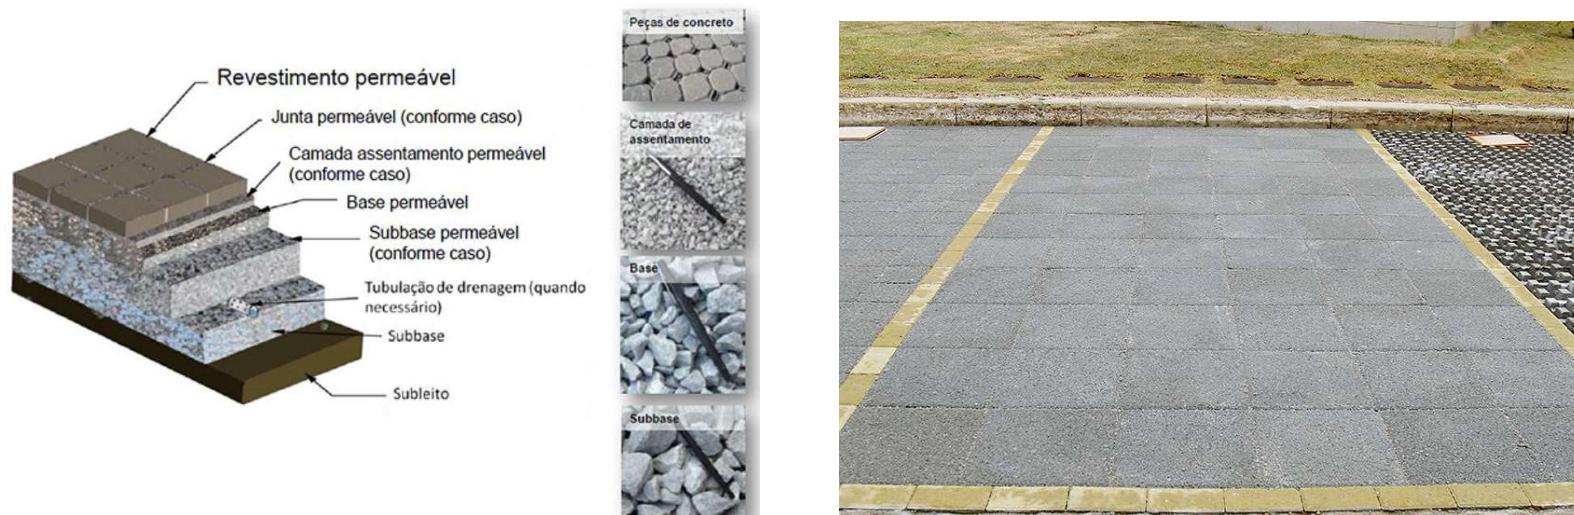 Revestimento permeável
Junta permeável (conforme caso)
Camada assentamento permeável
(conforme caso)
Base permeável
Subbase permeável
(conforme caso)
Tubulação de drenagem (quando
necessário)
Subbase
Subleito
Peças de concreto
Camada de
assentamento
Base
Subbase